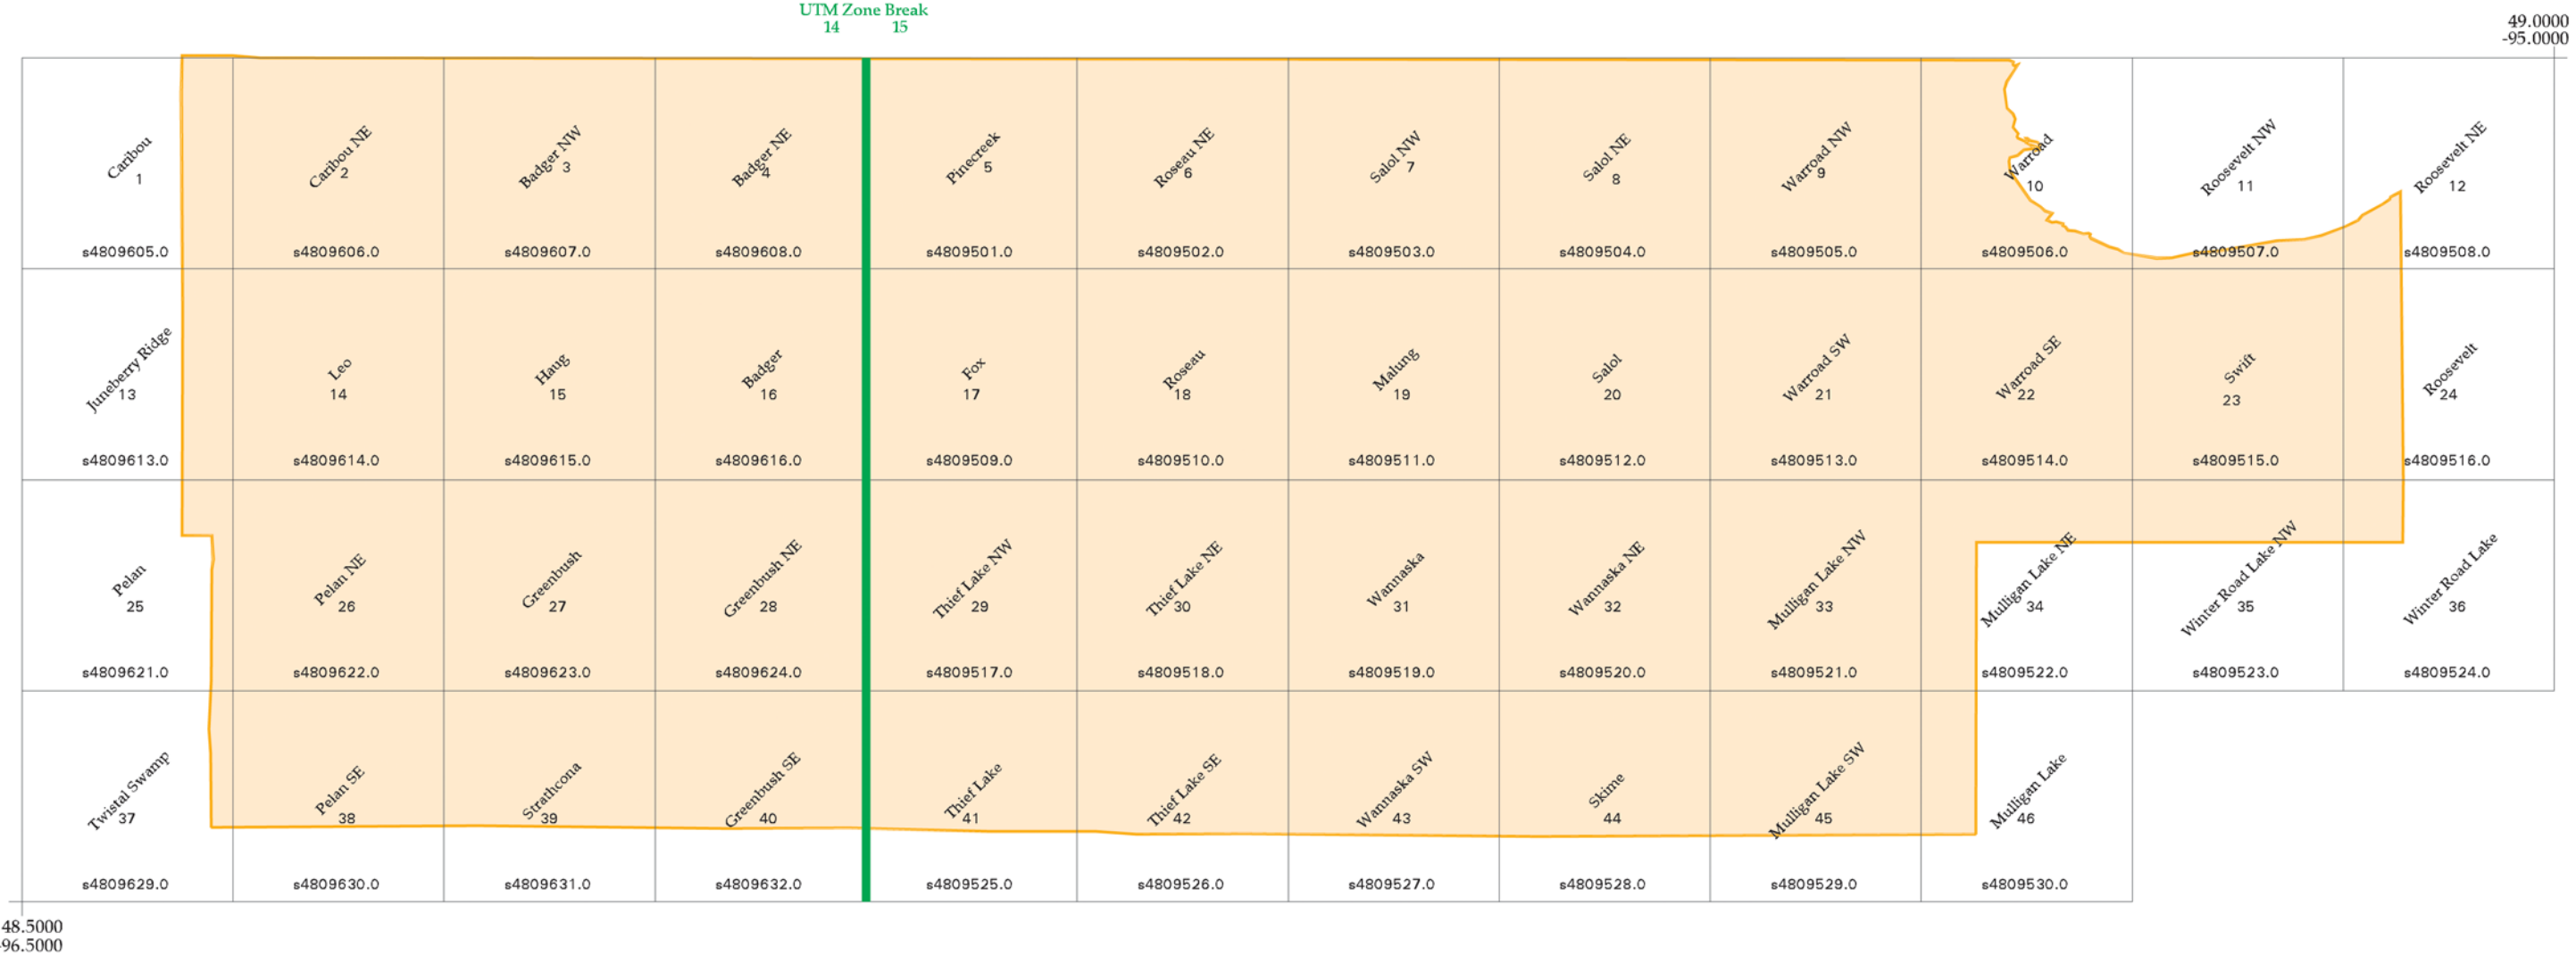 UTM Zone Break
14 15
49.0000
-95.0000
Caribou
1
s4809605.0
Caribou NE
2
s4809606.0
Badger NW
3
s4809607.0
Badger NE
4
s4809608.0
Pinecreek
5
s4809501.0
Roseau NE
6
s4809502.0
Salol NW
7
s4809503.0
Salol NE
8
s4809504.0
Warroad NW
9
s4809505.0
Warroad
10
s4809506.0
Roosevelt NW
11
s4809507.0
Roosevelt NE
12
s4809508.0
Juneberry Ridge
13
s4809613.0
Leo
14
s4809614.0
Haug
15
s4809615.0
Badger
16
s4809616.0
Fox
17
s4809509.0
Roseau
18
s4809510.0
Malung
19
s4809511.0
Salol
20
s4809512.0
Warroad SW
21
s4809513.0
Warroad SE
22
s4809514.0
Swift
23
s4809515.0
Roosevelt
24
s4809516.0
Pelan
25
s4809621.0
Pelan NE
26
s4809622.0
Greenbush
27
s4809623.0
Greenbush NE
28
s4809624.0
Thief Lake NW
29
s4809517.0
Thief Lake NE
30
s4809518.0
Wannaska
31
s4809519.0
Wannaska NE
32
s4809520.0
Mulligan Lake NW
33
s4809521.0
Mulligan Lake NE
34
s4809522.0
Winter Road Lake NW
35
s4809523.0
Winter Road Lake
36
s4809524.0
Twistal Swamp
37
s4809629.0
Pelan SE
38
s4809630.0
Strathcona
39
s4809631.0
Greenbush SE
40
s4809632.0
Thief Lake
41
s4809525.0
Thief Lake SE
42
s4809526.0
Wannaska SW
43
s4809527.0
Skime
44
s4809528.0
Mulligan Lake SW
45
s4809529.0
Mulligan Lake
46
s4809530.0
48.5000
-96.5000